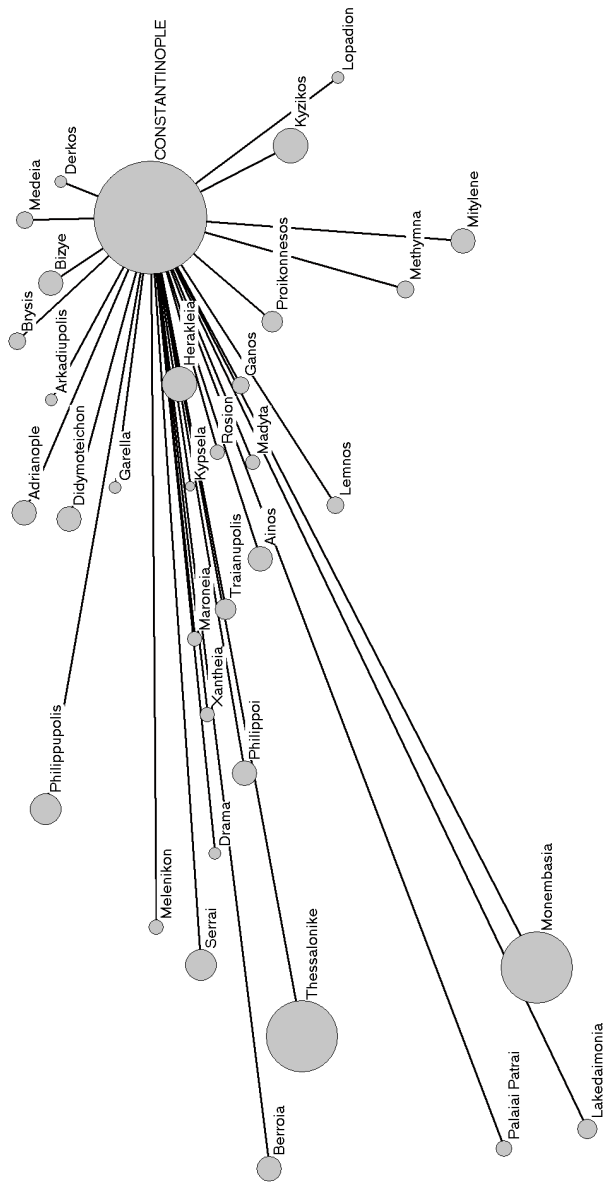 Lopadion
CONSTANTINOPLE
Kyzikos
Derkos
Medeia
Mitylene
Methymna
Proikonnesos
Bizye
Brysis
Herakleia
Ganos
Arkadiupolis
Rosion
Madyta
Adrianople
Didymoteichon
Garella
Kypsela
Lemnos
Ainos
Traianupolis
Maroneia
Xantheia
Philippupolis
Philippoi
Drama
Melenikon
Serrai
Monembasia
Thessalonike
Lakedaimonia
Palaiai Patrai
Berroia